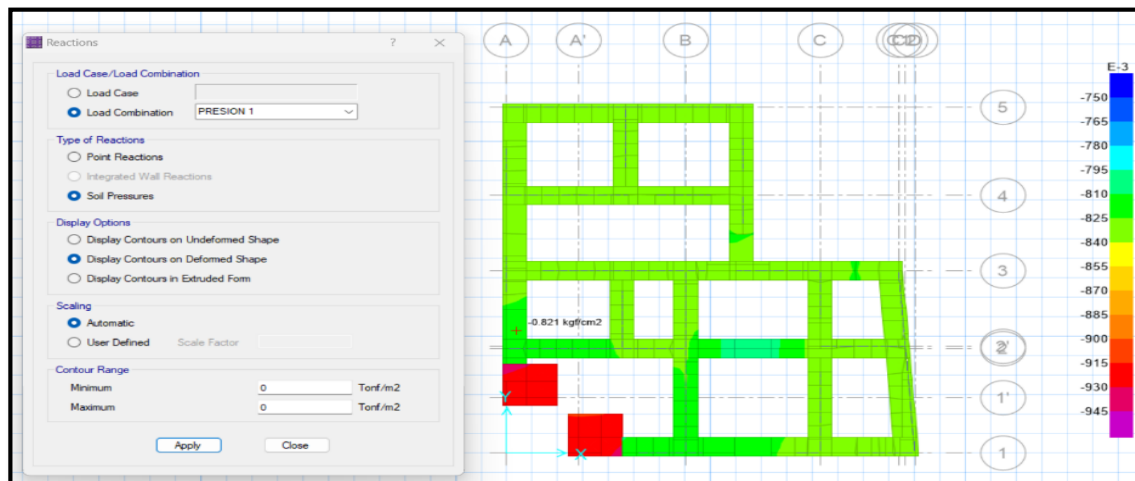 Reactions
? ×
Load Case/Load Combination
Load Case
Load Combination PRESION 1
Type of Reactions
Point Reactions
Integrated Wall Reactions
Soil Pressures
Display Options
Display Contours on Undeformed Shape
Display Contours on Deformed Shape
Display Contours in Extruded Form
Scaling
Automatic
User Defined Scale Factor
Contour Range
Minimum 0 Tonf/m2
Maximum 0 Tonf/m2
Apply Close
A A' B C
5
4
3
1'
1
-0.821 kgf/cm2
Y
X
E-3
-750
-765
-780
-795
-810
-825
-840
-855
-870
-885
-900
-915
-930
-945